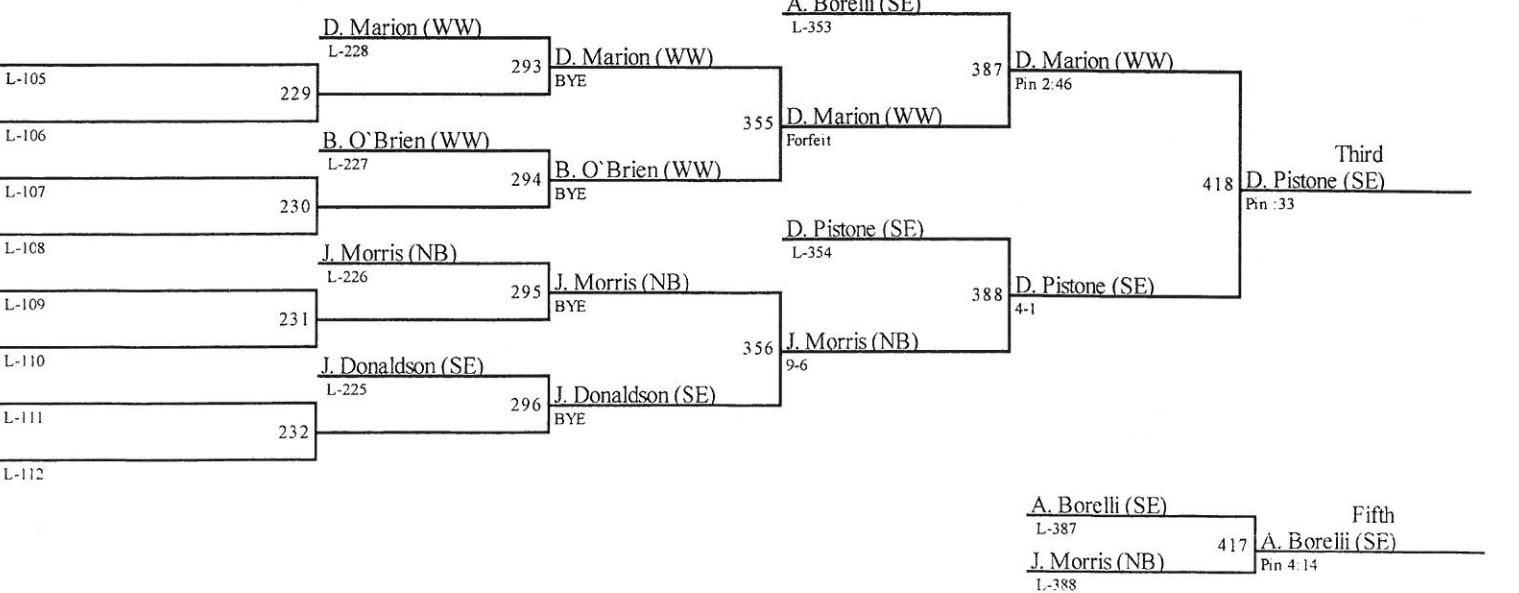 A. Borelli (SE)
L-353
D. Marion (WW)
L-228
L-105
229
L-106
293
D. Marion (WW)
BYE
387
D. Marion (WW)
Pin 2:46
355
D. Marion (WW)
Forfeit
B. O`Brien (WW)
L-227
L-107
230
L-108
294
B. O`Brien (WW)
BYE
Third
418
D. Pistone (SE)
Pin :33
D. Pistone (SE)
L-354
J. Morris (NB)
L-226
L-109
231
L-110
295
J. Morris (NB)
BYE
388
D. Pistone (SE)
4-1
356
J. Morris (NB)
9-6
J. Donaldson (SE)
L-225
L-111
232
L-112
296
J. Donaldson (SE)
BYE
A. Borelli (SE)
L-387
Fifth
417
A. Borelli (SE)
Pin 4:14
J. Morris (NB)
L-388